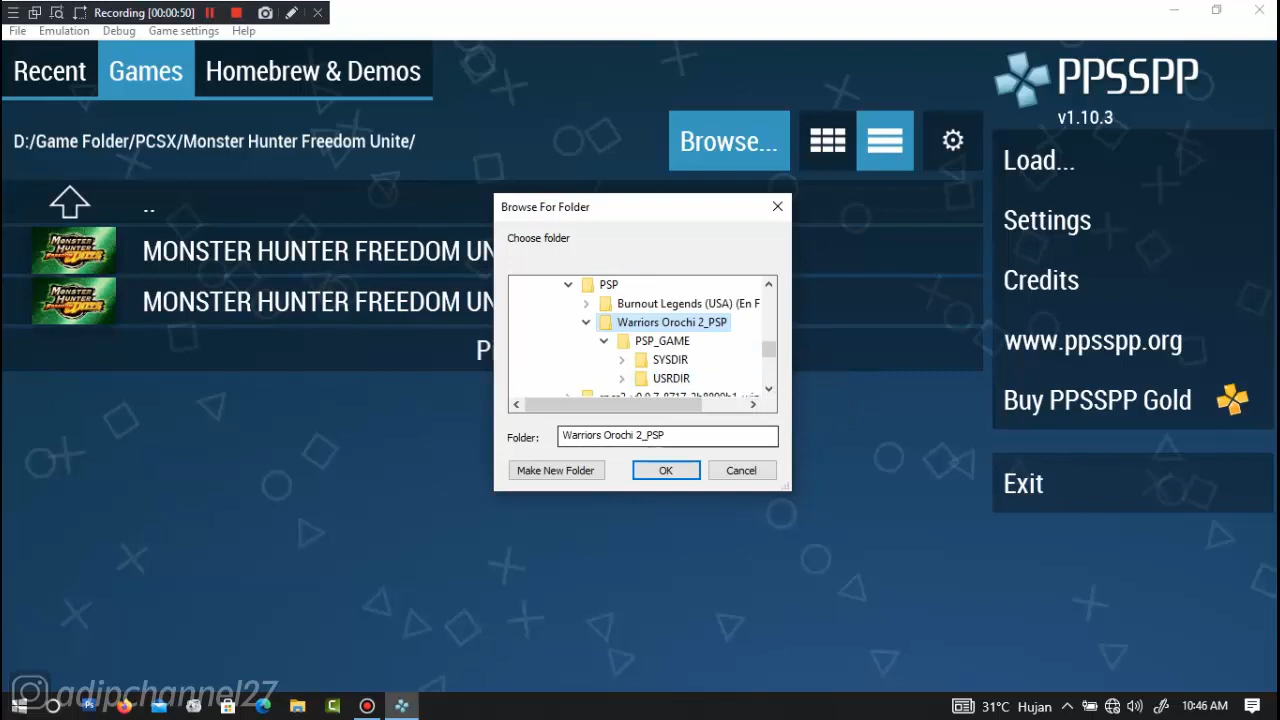 Recording [00:00:50]
File Emulation Debug Game settings Help
Recent Games Homebrew & Demos
PPSSPP
v1.10.3
D:/Game Folder/PCSX/Monster Hunter Freedom Unite/
Browse...
Load...
Settings
Credits
www.ppsspp.org
Buy PPSSPP Gold
Exit
..
MONSTER HUNTER FREEDOM UN
MONSTER HUNTER FREEDOM UN
P
Browse For Folder
Choose folder
PSP
Burnout Legends (USA) (En F
Warriors Orochi 2_PSP
PSP_GAME
SYSDIR
USRDIR
Folder: Warriors Orochi 2_PSP
Make New Folder OK Cancel
adipchannel27
31°C Hujan 10:46 AM